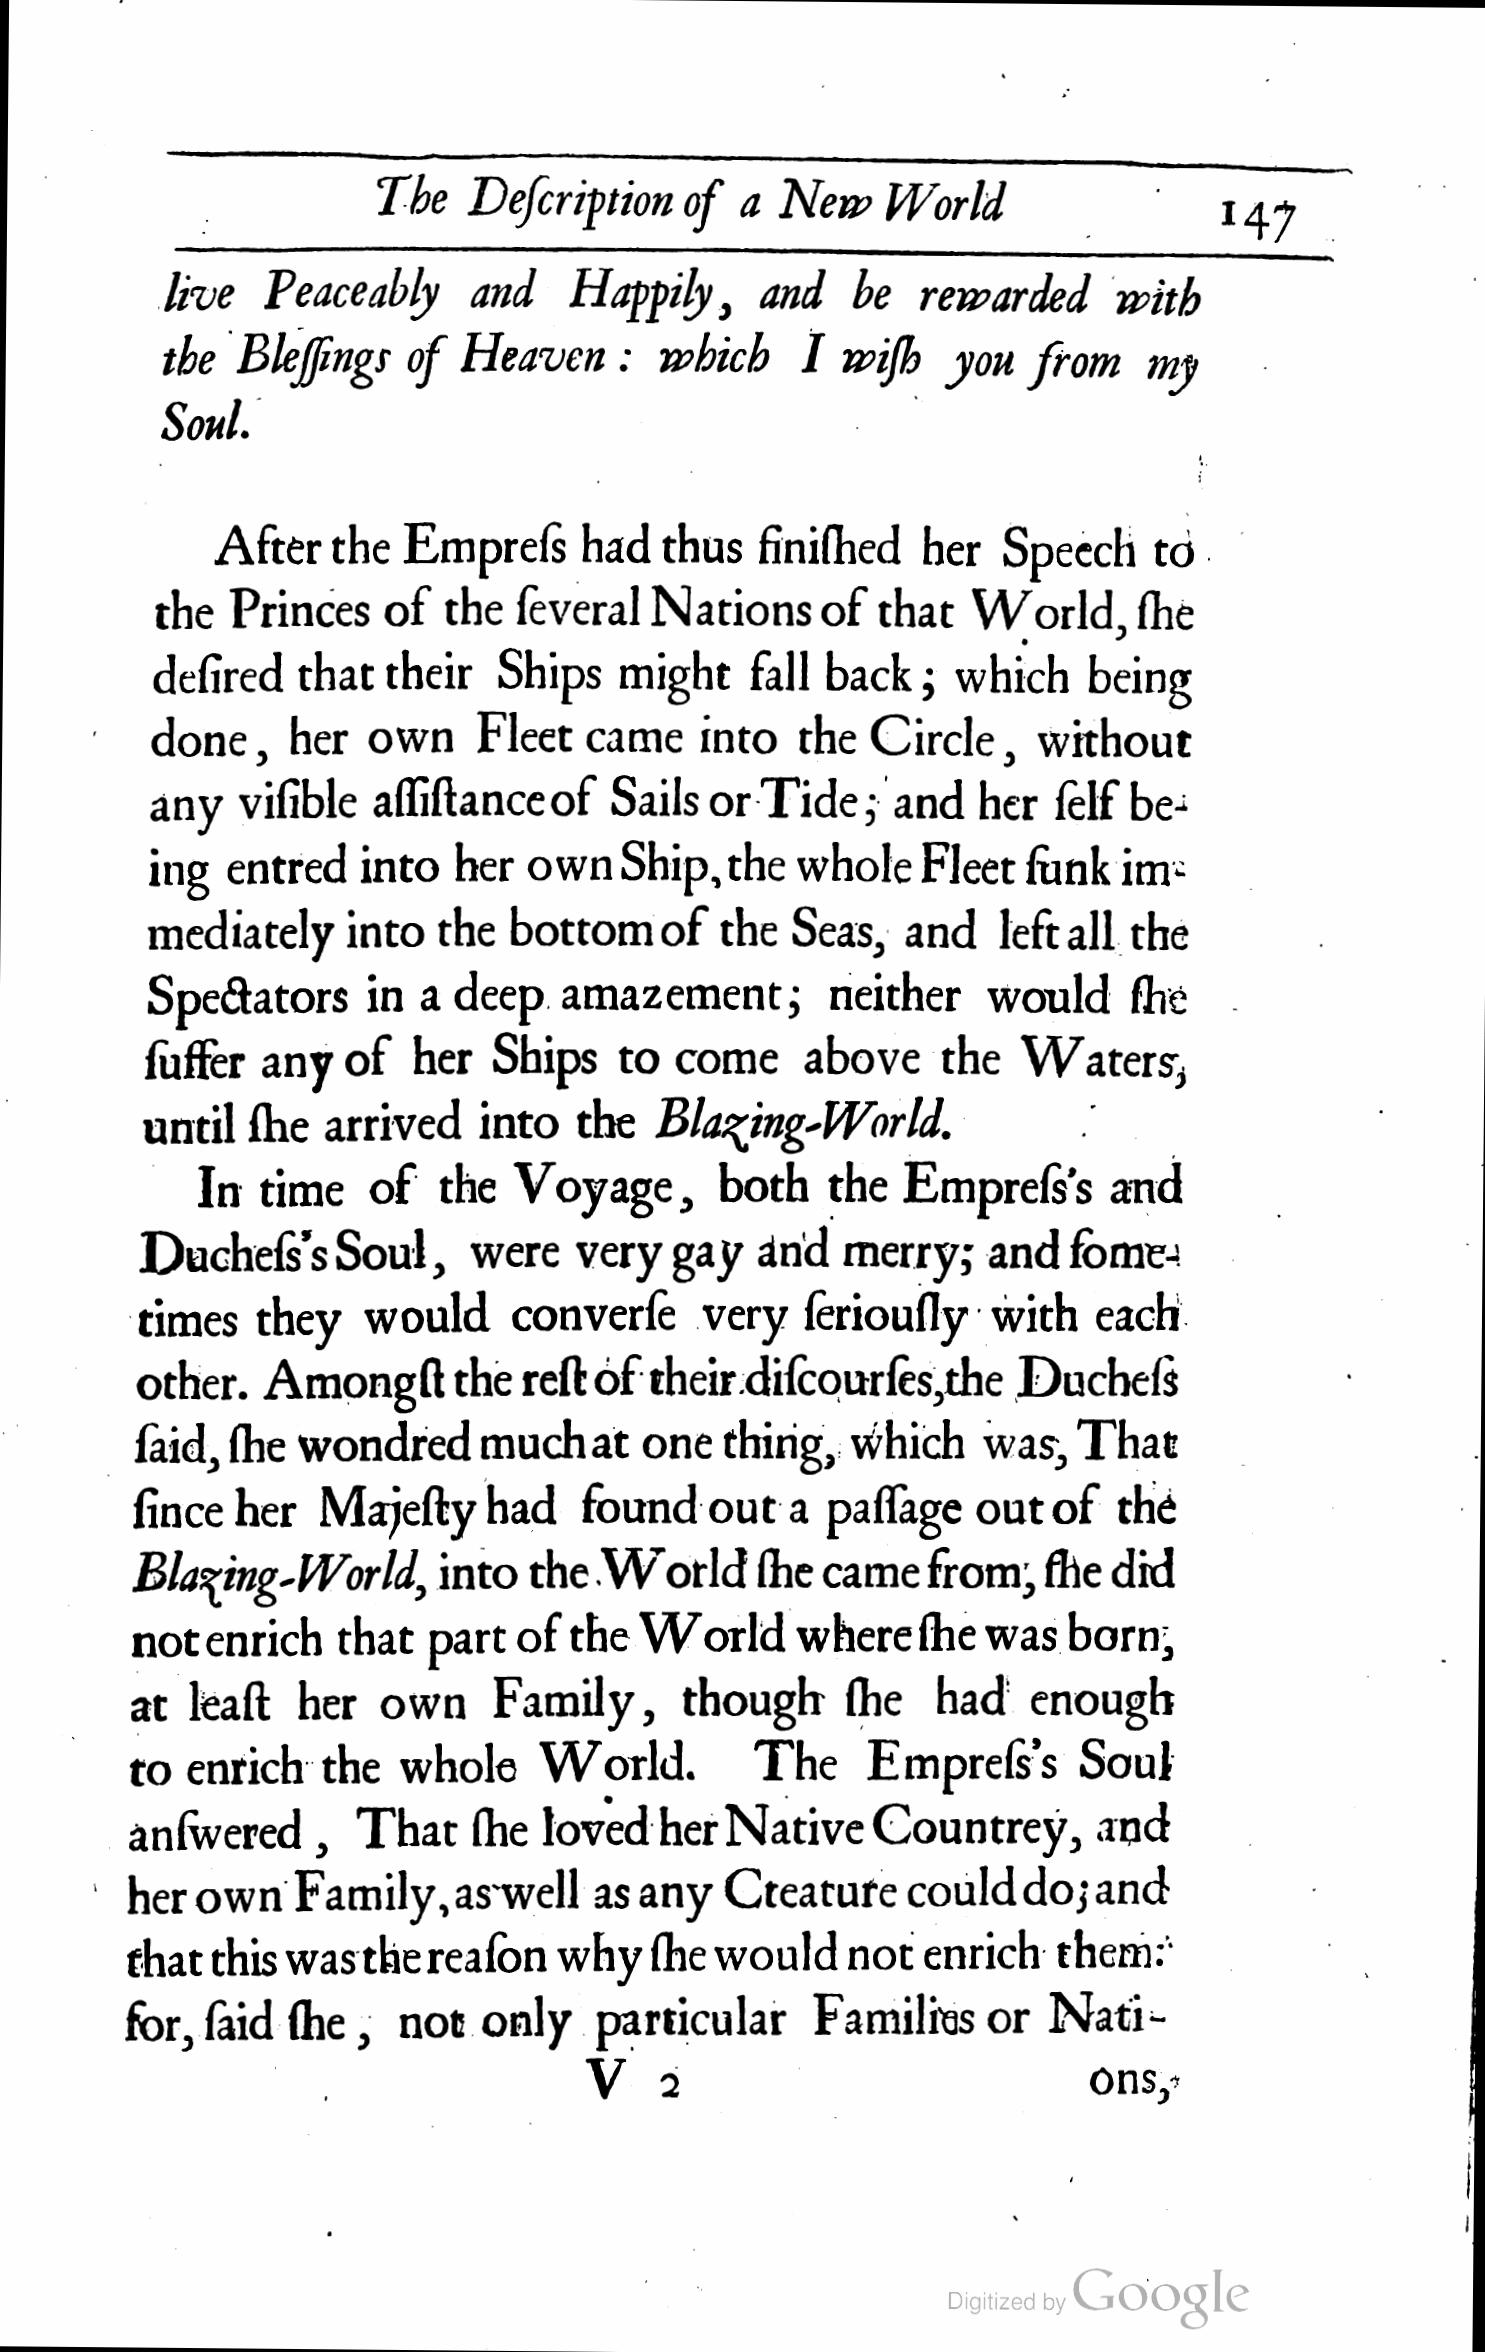 The Deſcription of a New World 147
live Peaceably and Happily, and be rewarded with
the Bleſſings of Heaven: which I wiſh you from my
Soul.
After the Empreſs had thus finiſhed her Speech to
the Princes of the ſeveral Nations of that World, ſhe
deſired that their Ships might fall back; which being
done, her own Fleet came into the Circle, without
any viſible aſſiſtance of Sails or Tide; and her ſelf be-
ing entred into her own Ship, the whole Fleet ſunk im-
mediately into the bottom of the Seas, and left all the
Spectators in a deep amazement; neither would ſhe
ſuffer any of her Ships to come above the Waters,
until ſhe arrived into the Blazing-World.
In time of the Voyage, both the Empreſs's and
Ducheſs's Soul, were very gay and merry; and ſome-
times they would converſe very ſeriouſly with each
other. Amongſt the reſt of their diſcourſes, the Ducheſs
ſaid, ſhe wondred much at one thing, which was, That
ſince her Majeſty had found out a paſſage out of the
Blazing-World, into the World ſhe came from, ſhe did
not enrich that part of the World where ſhe was born,
at leaſt her own Family, though ſhe had enough
to enrich the whole World. The Empreſs's Soul
anſwered, That ſhe loved her Native Countrey, and
her own Family, as well as any Creature could do; and
that this was the reaſon why ſhe would not enrich them:
for, ſaid ſhe, not only particular Families or Nati-
V 2 ons,
Digitized by Google